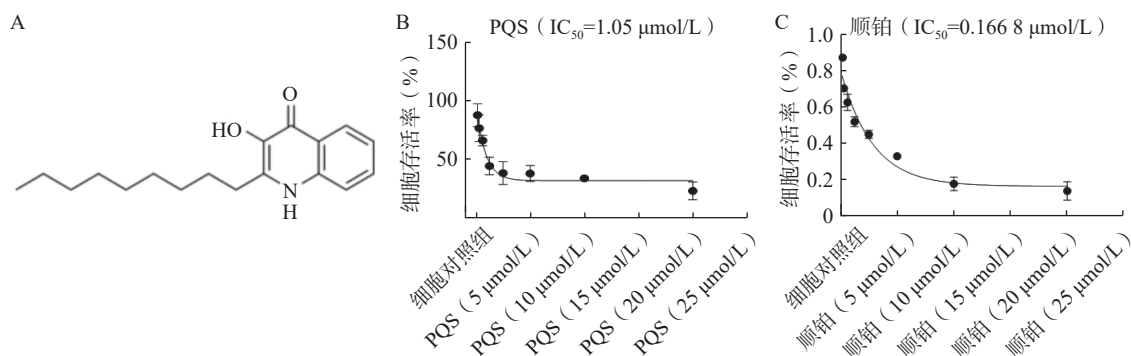 A
O
HO
N
H
B
PQS（IC50=1.05 μmol/L）
细胞存活率（%）
150
100
50
细胞对照组
PQS（5 μmol/L）
PQS（10 μmol/L）
PQS（15 μmol/L）
PQS（20 μmol/L）
PQS（25 μmol/L）
C
顺铂（IC50=0.166 8 μmol/L）
细胞存活率（%）
1.0
0.8
0.6
0.4
0.2
0
细胞对照组
顺铂（5 μmol/L）
顺铂（10 μmol/L）
顺铂（15 μmol/L）
顺铂（20 μmol/L）
顺铂（25 μmol/L）